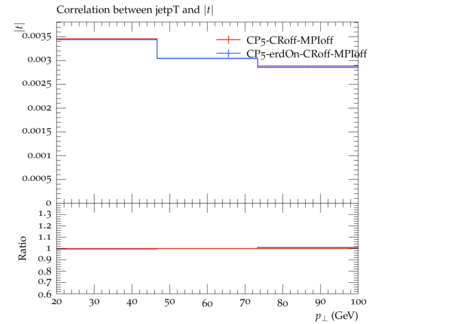 Correlation between jetpT and |t|
|t|
0.0035
0.003
0.0025
0.002
0.0015
0.001
0.0005
0
CP5-CRoff-MPIoff
CP5-erdOn-CRoff-MPIoff
Ratio
1.3
1.2
1.1
1
0.9
0.8
0.7
0.6
20 30 40 50 60 70 80 90 100
p⊥ (GeV)